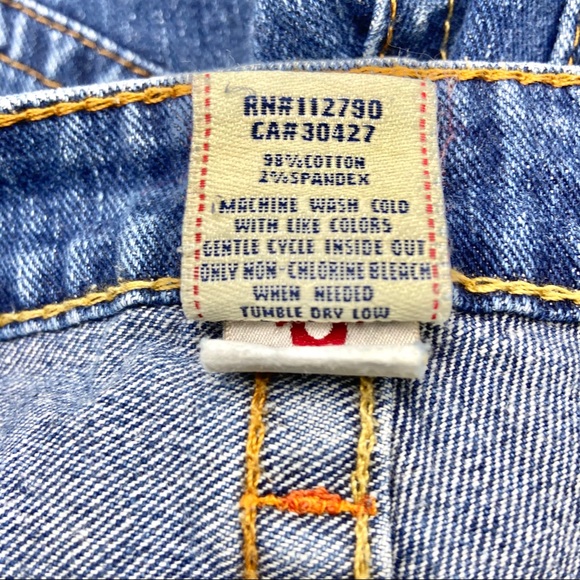 RN#112790
CA#30427
98%COTTON
2%SPANDEX
MACHINE WASH COLD
WITH LIKE COLORS
GENTLE CYCLE INSIDE OUT
ONLY NON-CHLORINE BLEACH
WHEN NEEDED
TUMBLE DRY LOW